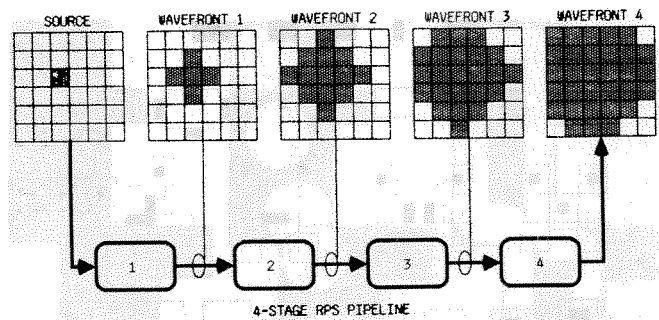 SOURCE
WAVEFRONT 1
WAVEFRONT 2
WAVEFRONT 3
WAVEFRONT 4
S
1
2
3
4
4-STAGE RPS PIPELINE